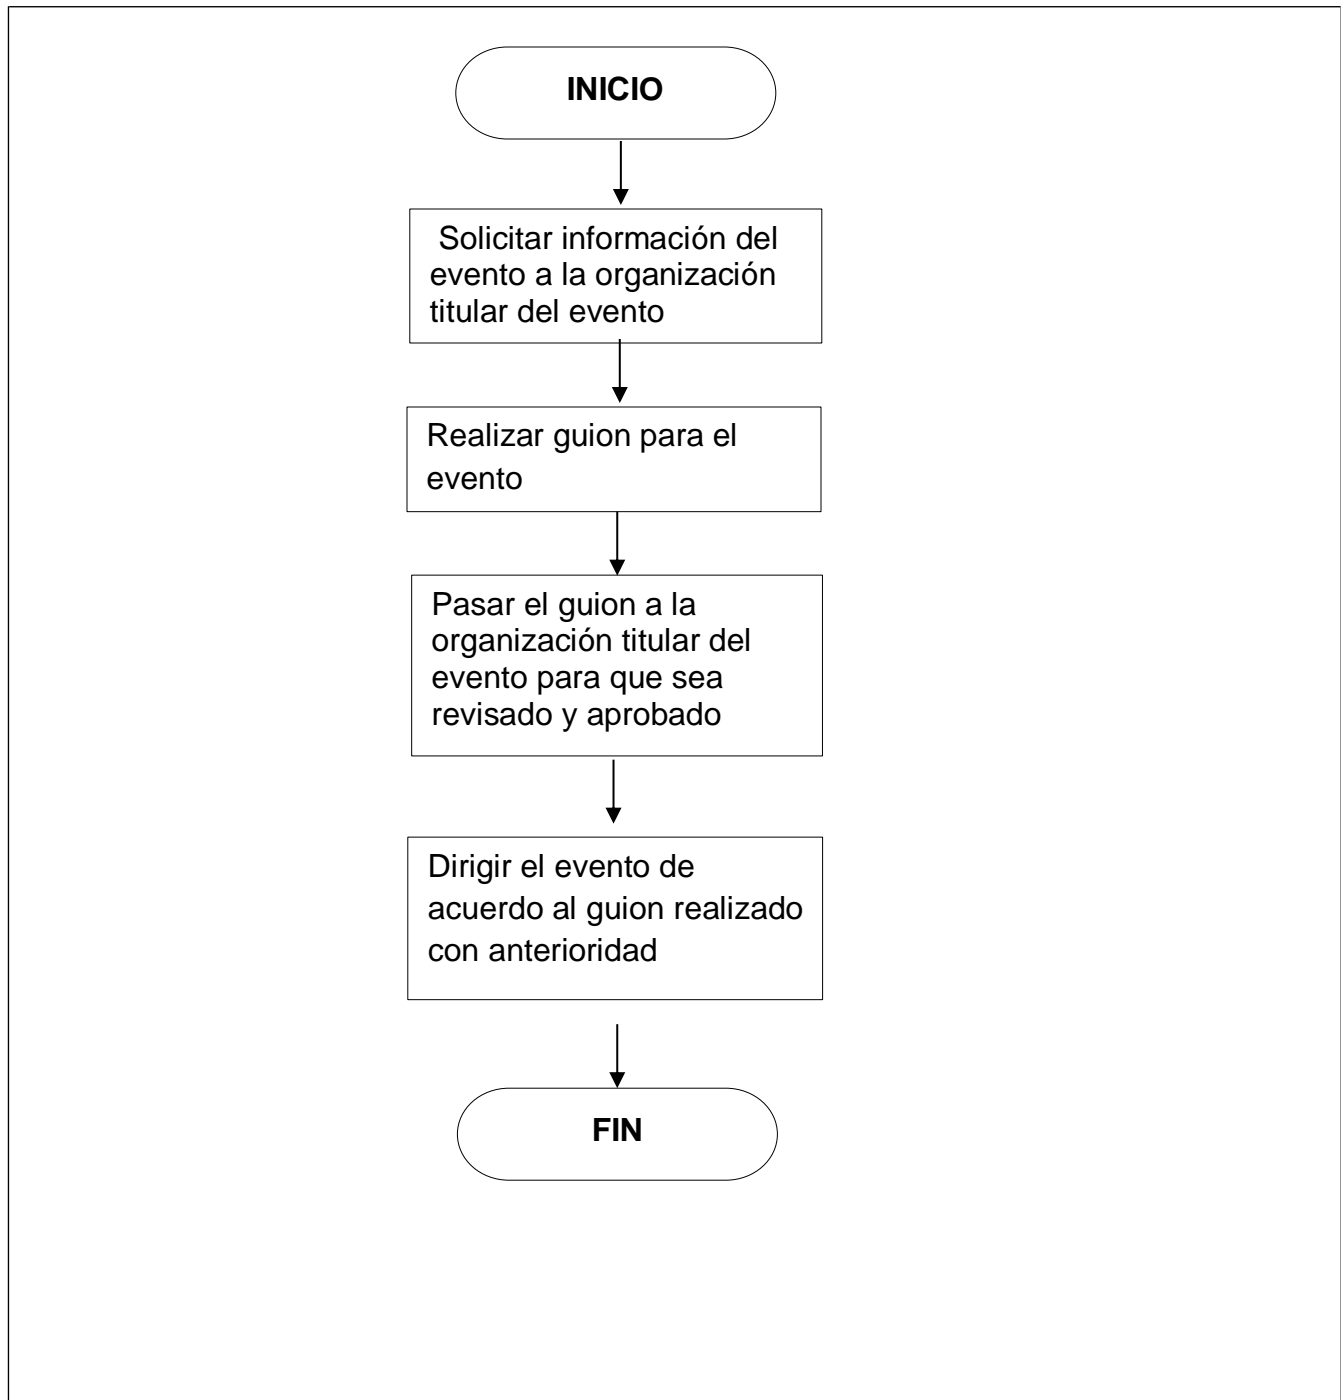 INICIO
Solicitar información del
evento a la organización
titular del evento
Realizar guion para el
evento
Pasar el guion a la
organización titular del
evento para que sea
revisado y aprobado
Dirigir el evento de
acuerdo al guion realizado
con anterioridad
FIN